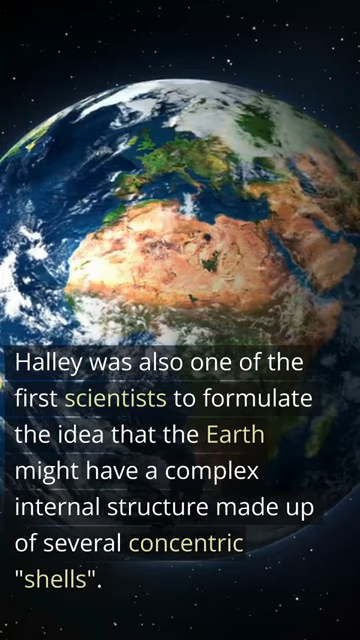 Halley was also one of the
first scientists to formulate
the idea that the Earth
might have a complex
internal structure made up
of several concentric
"shells".